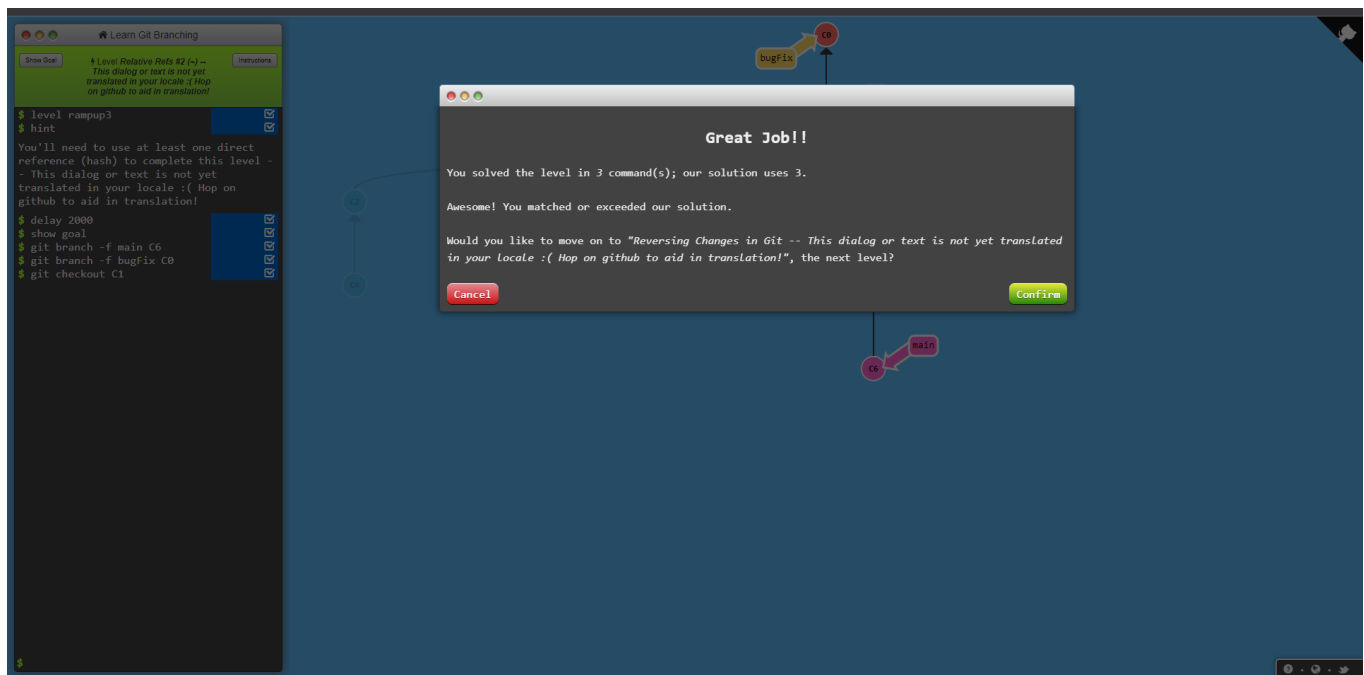 Learn Git Branching
Show Goal
Level Relative Refs #2 (~) --
This dialog or text is not yet
translated in your locale :( Hop
on github to aid in translation!
Instructions
$ level rampup3
$ hint
You'll need to use at least one direct
reference (hash) to complete this level -
- This dialog or text is not yet
translated in your locale :( Hop on
github to aid in translation!
$ delay 2000
$ show goal
$ git branch -f main C6
$ git branch -f bugFix C0
$ git checkout C1
$
C0
bugFix
Great Job!!
You solved the level in 3 command(s); our solution uses 3.
Awesome! You matched or exceeded our solution.
Would you like to move on to "Reversing Changes in Git -- This dialog or text is not yet translated
in your locale :( Hop on github to aid in translation!", the next level?
Cancel
Confirm
main
C6